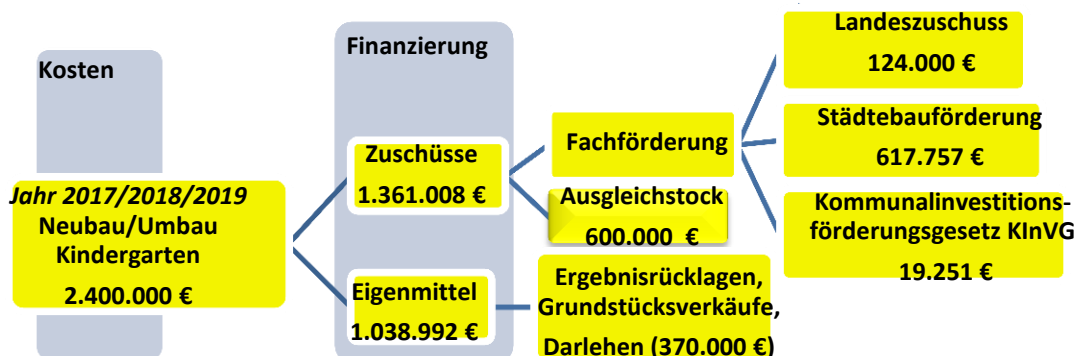 Kosten
Jahr 2017/2018/2019
Neubau/Umbau
Kindergarten
2.400.000 €
Finanzierung
Zuschüsse
1.361.008 €
Eigenmittel
1.038.992 €
Fachförderung
Ausgleichstock
600.000 €
Ergebnisrücklagen,
Grundstücksverkäufe,
Darlehen (370.000 €)
Landeszuschuss
124.000 €
Städtebauförderung
617.757 €
Kommunalinvestitions-
förderungsgesetz KInVG
19.251 €